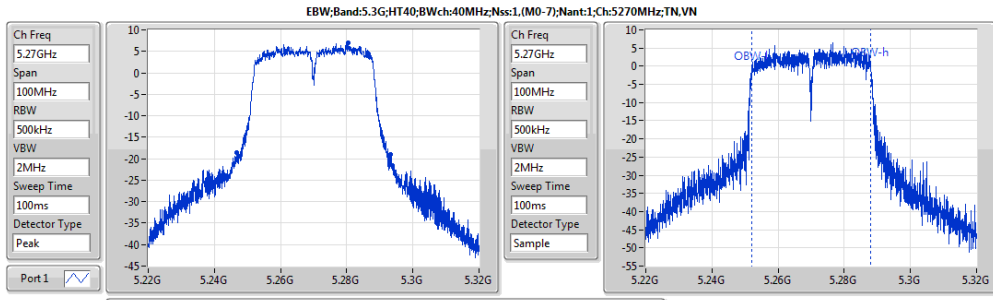 EBW;Band:5.3G;HT40;BWch:40MHz;Nss:1,(M0-7);Nant:1;Ch:5270MHz;TN,VN
Ch Freq
5.27GHz
Span
100MHz
RBW
500kHz
VBW
2MHz
Sweep Time
100ms
Detector Type
Peak
Port 1
10
5
0
-5
-10
-15
-20
-25
-30
-35
-40
-45
5.22G 5.24G 5.26G 5.28G 5.3G 5.32G
Ch Freq
5.27GHz
Span
100MHz
RBW
500kHz
VBW
2MHz
Sweep Time
100ms
Detector Type
Sample
10
5
0
-5
-10
-15
-20
-25
-30
-35
-40
-45
-50
-55
OBW-h
5.22G 5.24G 5.26G 5.28G 5.3G 5.32G